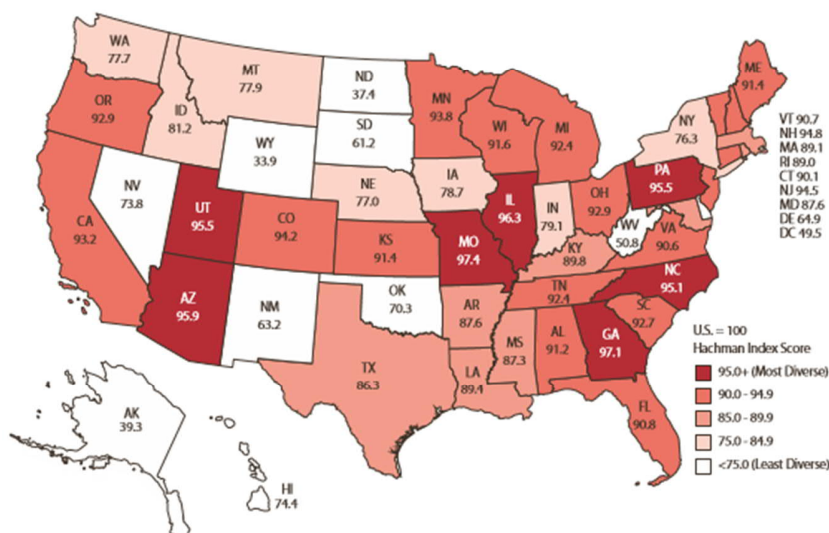 WA
77.7
MT
77.9
ND
37.4
MN
93.8
ME
91.4
OR
92.9
ID
81.2
SD
61.2
WI
91.6
MI
92.4
NY
76.3
WY
33.9
IA
78.7
NE
77.0
PA
95.5
NV
73.8
UT
95.5
CO
94.2
IL
96.3
IN
79.1
OH
92.9
WV
50.8
VA
90.6
CA
93.2
KS
91.4
MO
97.4
KY
89.8
NC
95.1
AZ
95.9
NM
63.2
OK
70.3
AR
87.6
TN
92.4
SC
92.7
TX
86.3
LA
89.4
MS
87.3
AL
91.2
GA
97.1
FL
90.8
AK
39.3
HI
74.4
VT 90.7
NH 94.8
MA 89.1
RI 89.0
CT 90.1
NJ 94.5
MD 87.6
DE 64.9
DC 49.5
U.S. = 100
Hachman Index Score
95.0+ (Most Diverse)
90.0 - 94.9
85.0 - 89.9
75.0 - 84.9
<75.0 (Least Diverse)